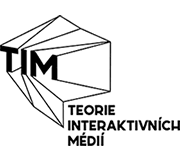 TIM
TEORIE
INTERAKTIVNÍCH
MÉDIÍ